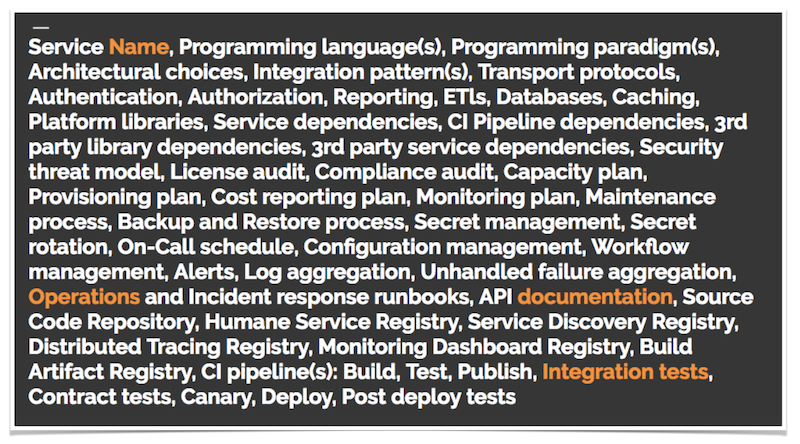 Service Name, Programming language(s), Programming paradigm(s),
Architectural choices, Integration pattern(s), Transport protocols,
Authentication, Authorization, Reporting, ETls, Databases, Caching,
Platform libraries, Service dependencies, CI Pipeline dependencies, 3rd
party library dependencies, 3rd party service dependencies, Security
threat model, License audit, Compliance audit, Capacity plan,
Provisioning plan, Cost reporting plan, Monitoring plan, Maintenance
process, Backup and Restore process, Secret management, Secret
rotation, On-Call schedule, Configuration management, Workflow
management, Alerts, Log aggregation, Unhandled failure aggregation,
Operations and Incident response runbooks, API documentation, Source
Code Repository, Humane Service Registry, Service Discovery Registry,
Distributed Tracing Registry, Monitoring Dashboard Registry, Build
Artifact Registry, CI pipeline(s): Build, Test, Publish, Integration tests,
Contract tests, Canary, Deploy, Post deploy tests